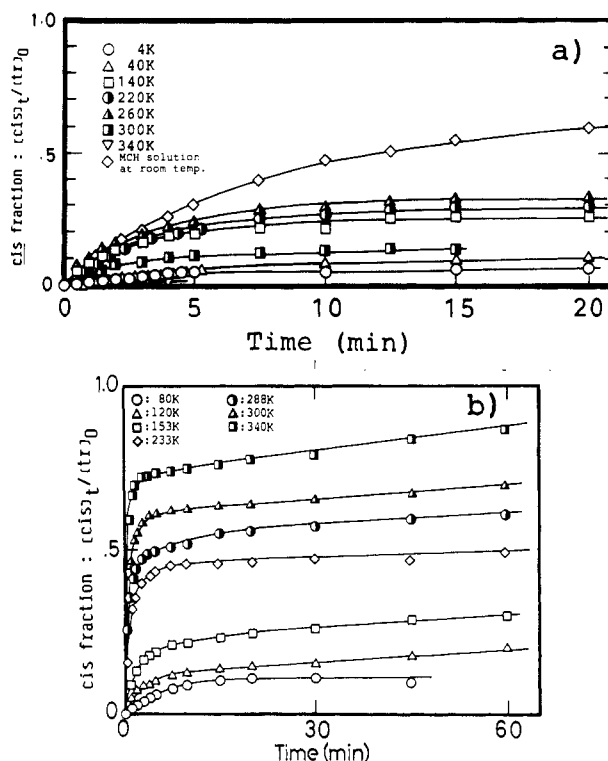 1.0
a)
4K
40K
140K
220K
260K
300K
340K
MCH solution
at room temp.
.5
0
cis fraction : [cis]t/[tr]0
0 5 10 15 20
Time (min)
1.0
b)
: 80K
: 120K
: 153K
: 233K
: 288K
: 300K
: 340K
.5
0
cis fraction : [cis]t/[tr]0
0 30 60
Time(min)